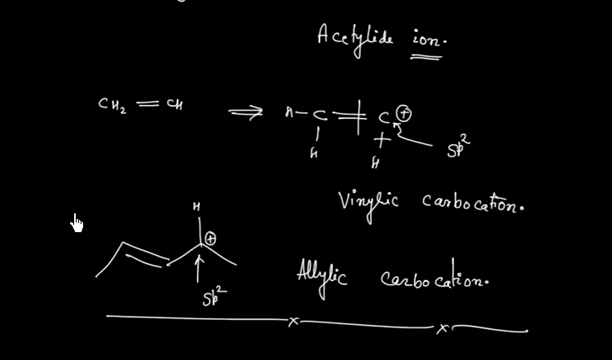 Acetylide ion.
CH2 = CH ⇒ H - C = C ⊕
H H sp2
Vinylic carbocation.
H
⊕
Allylic carbocation.
sp2